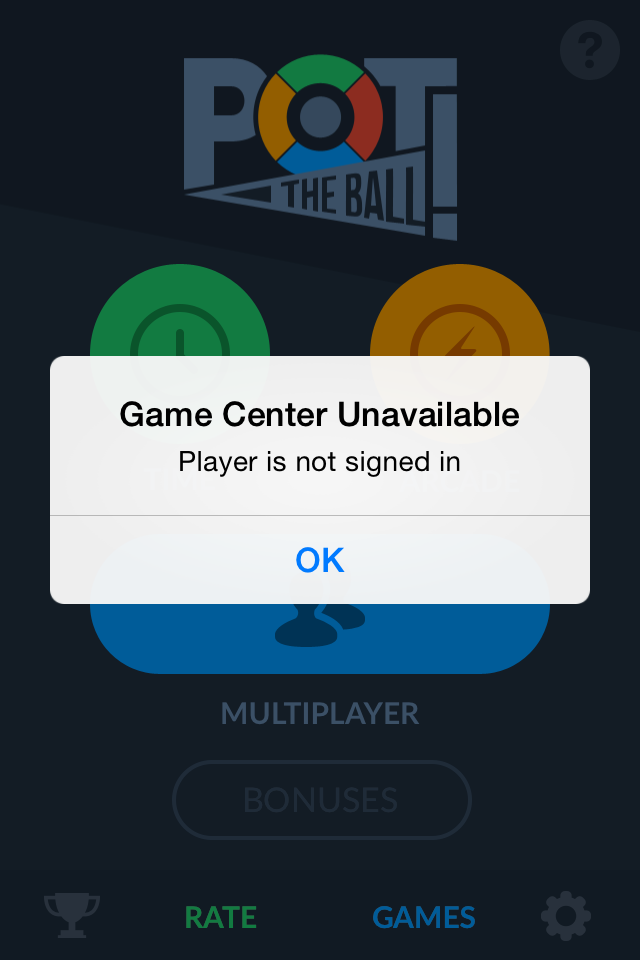 ?
POT!
THE BALL
Game Center Unavailable
Player is not signed in
OK
MULTIPLAYER
BONUSES
RATE
GAMES